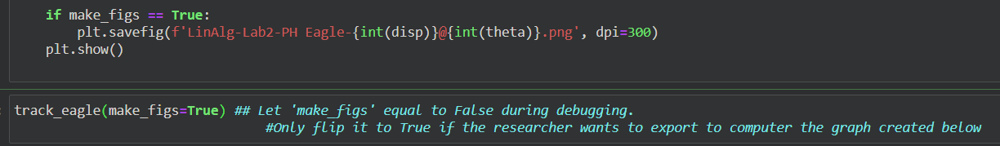 if make_figs == True:
plt.savefig(f'LinAlg-Lab2-PH Eagle-{int(disp)}@{int(theta)}.png', dpi=300)
plt.show()
track_eagle(make_figs=True) ## Let 'make_figs' equal to False during debugging.
#Only flip it to True if the researcher wants to export to computer the graph created below